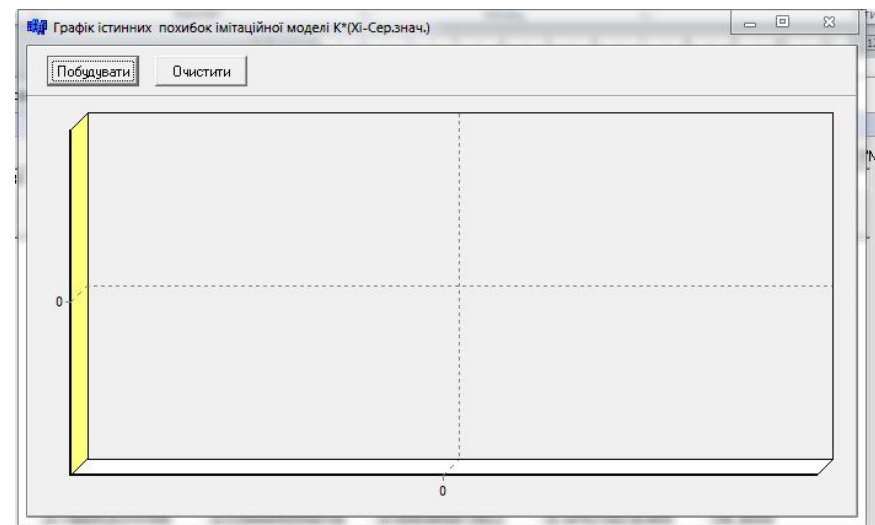 Графік істинних похибок імітаційної моделі K*(Xi-Сер.знач.)
Побудувати Очистити
0
0